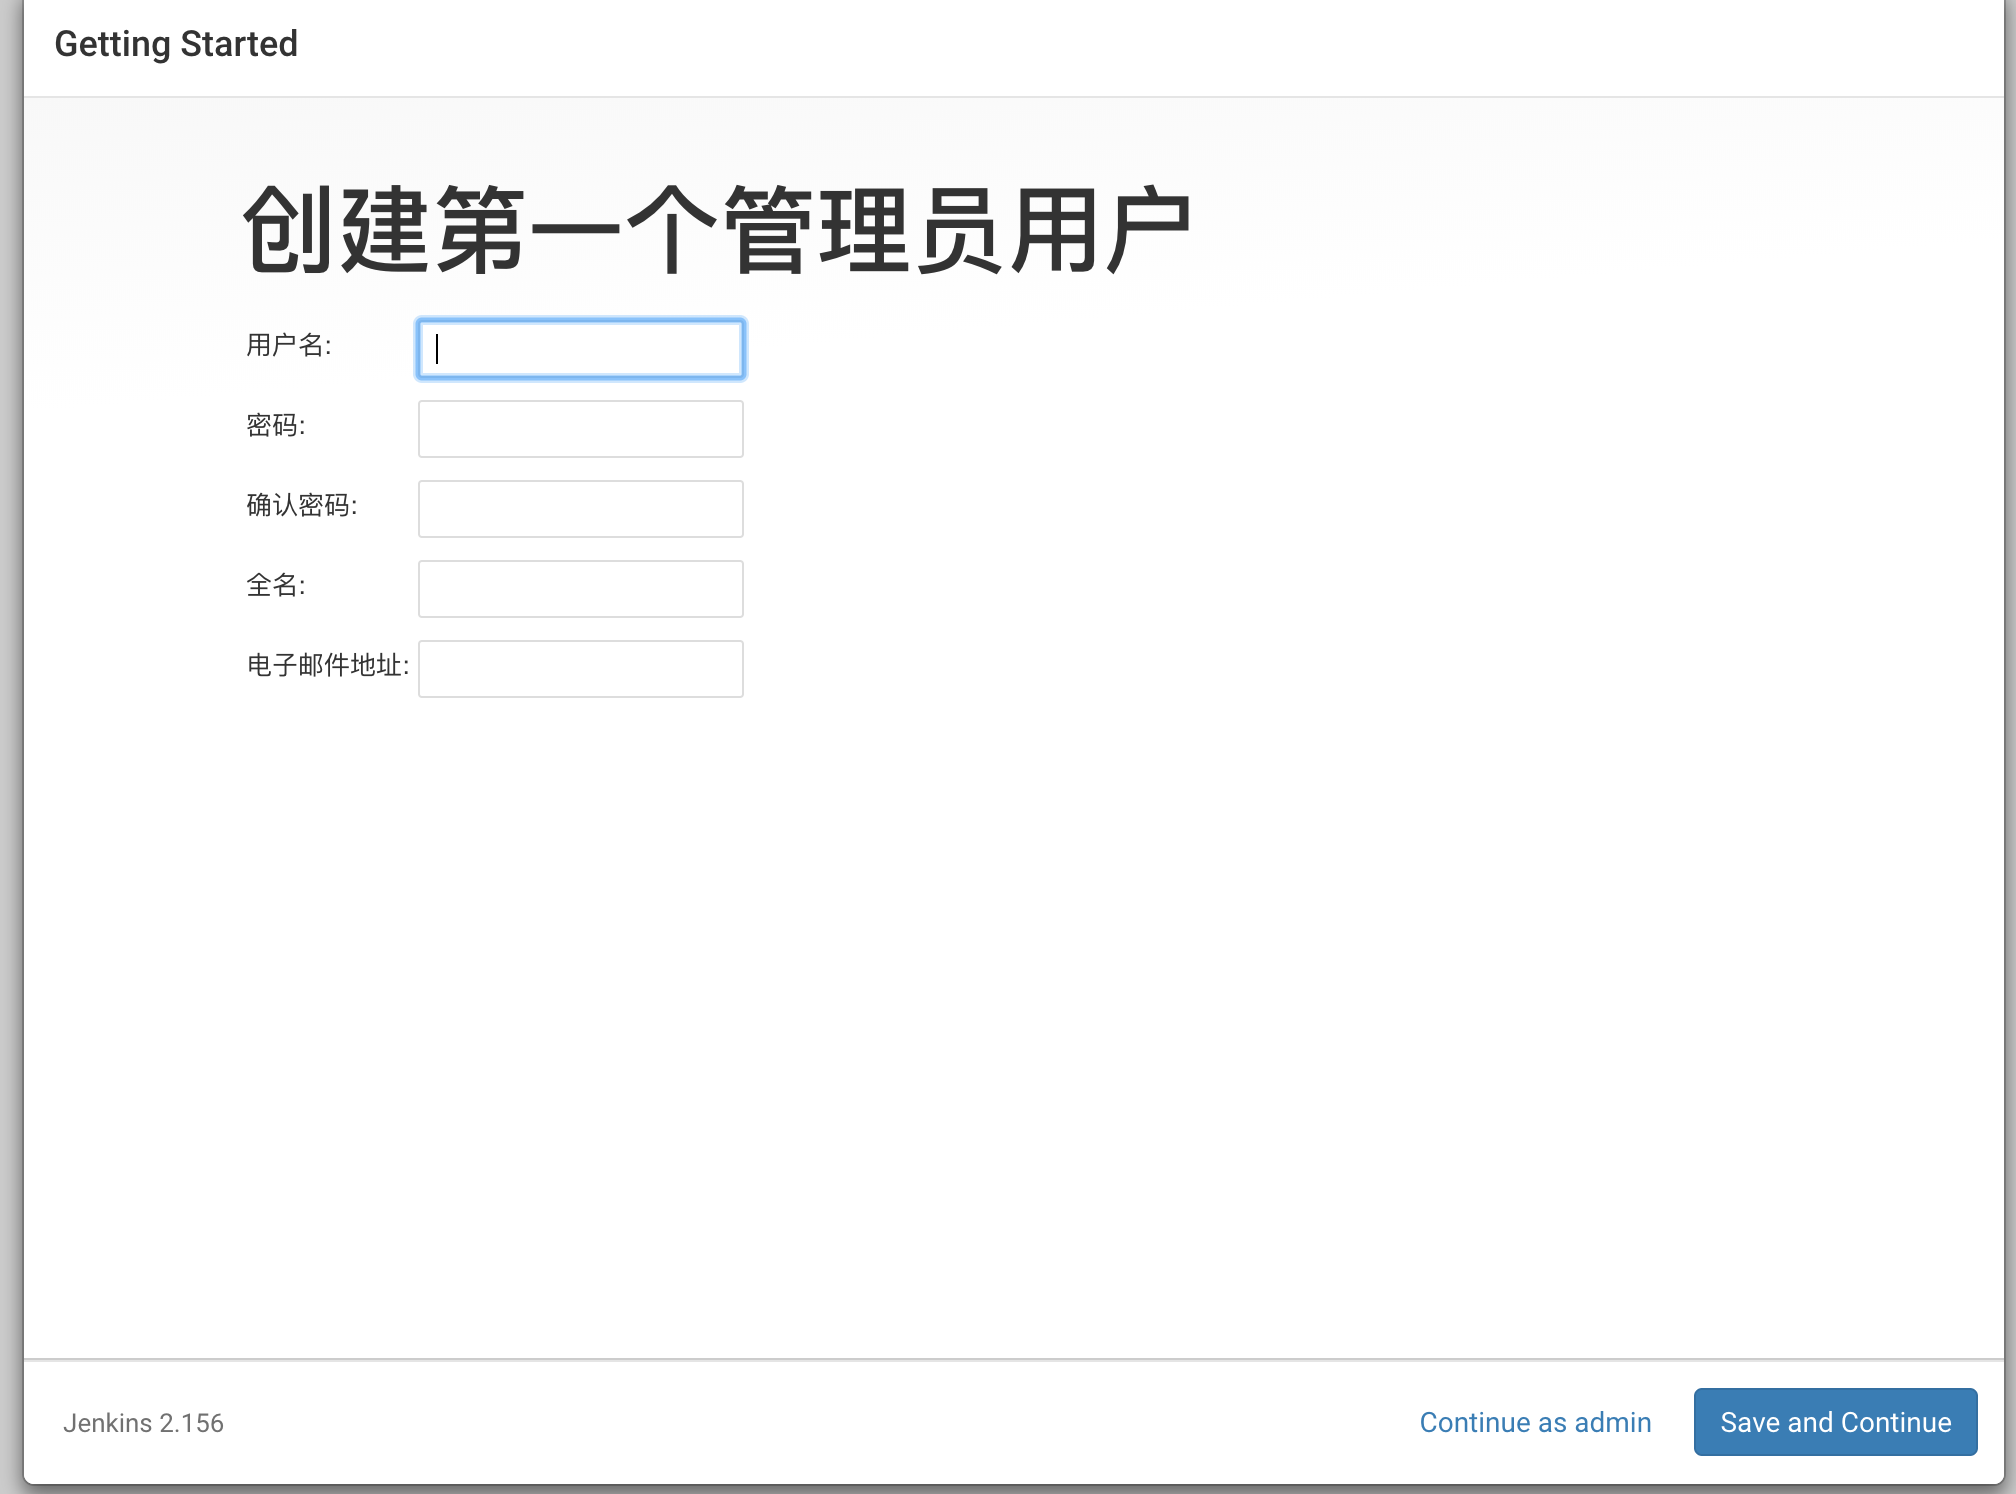 Getting Started
创建第一个管理员用户
用户名:
密码:
确认密码:
全名:
电子邮件地址:
Jenkins 2.156
Continue as admin
Save and Continue